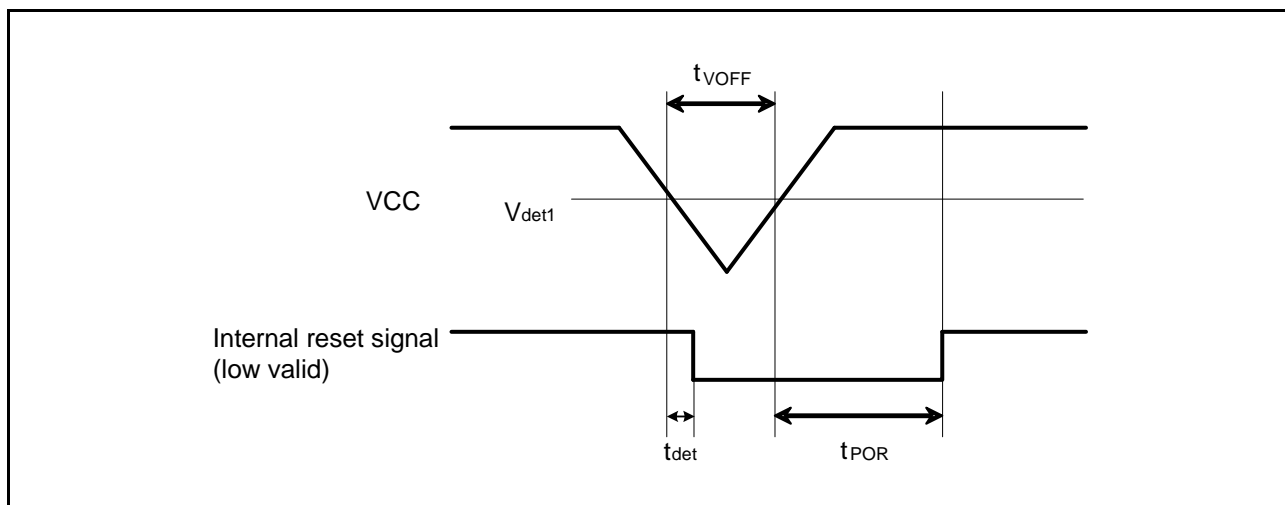 tVOFF
VCC
Vdet1
Internal reset signal
(low valid)
tdet
tPOR